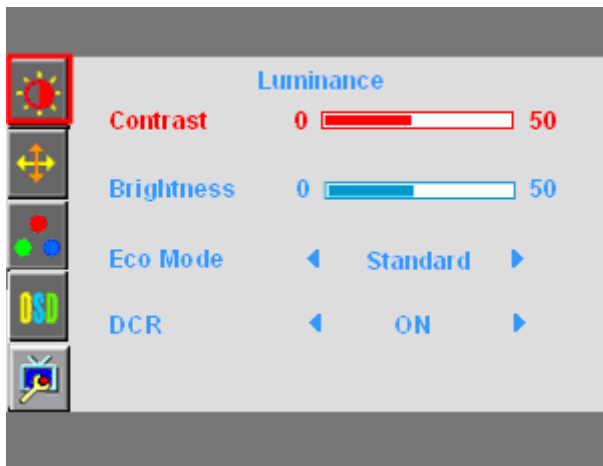 Luminance
Contrast 0 50
Brightness 0 50
Eco Mode Standard
DCR ON
OSD